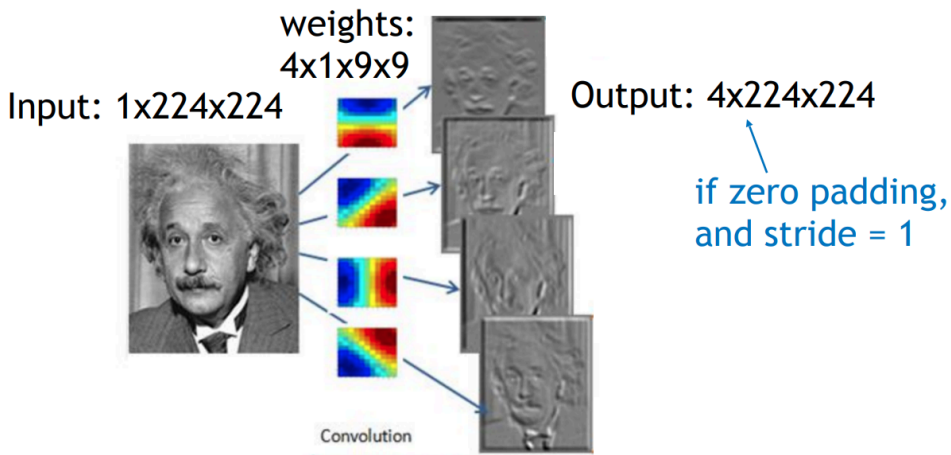 weights:
4x1x9x9
Input: 1x224x224
Output: 4x224x224
if zero padding,
and stride = 1
Convolution